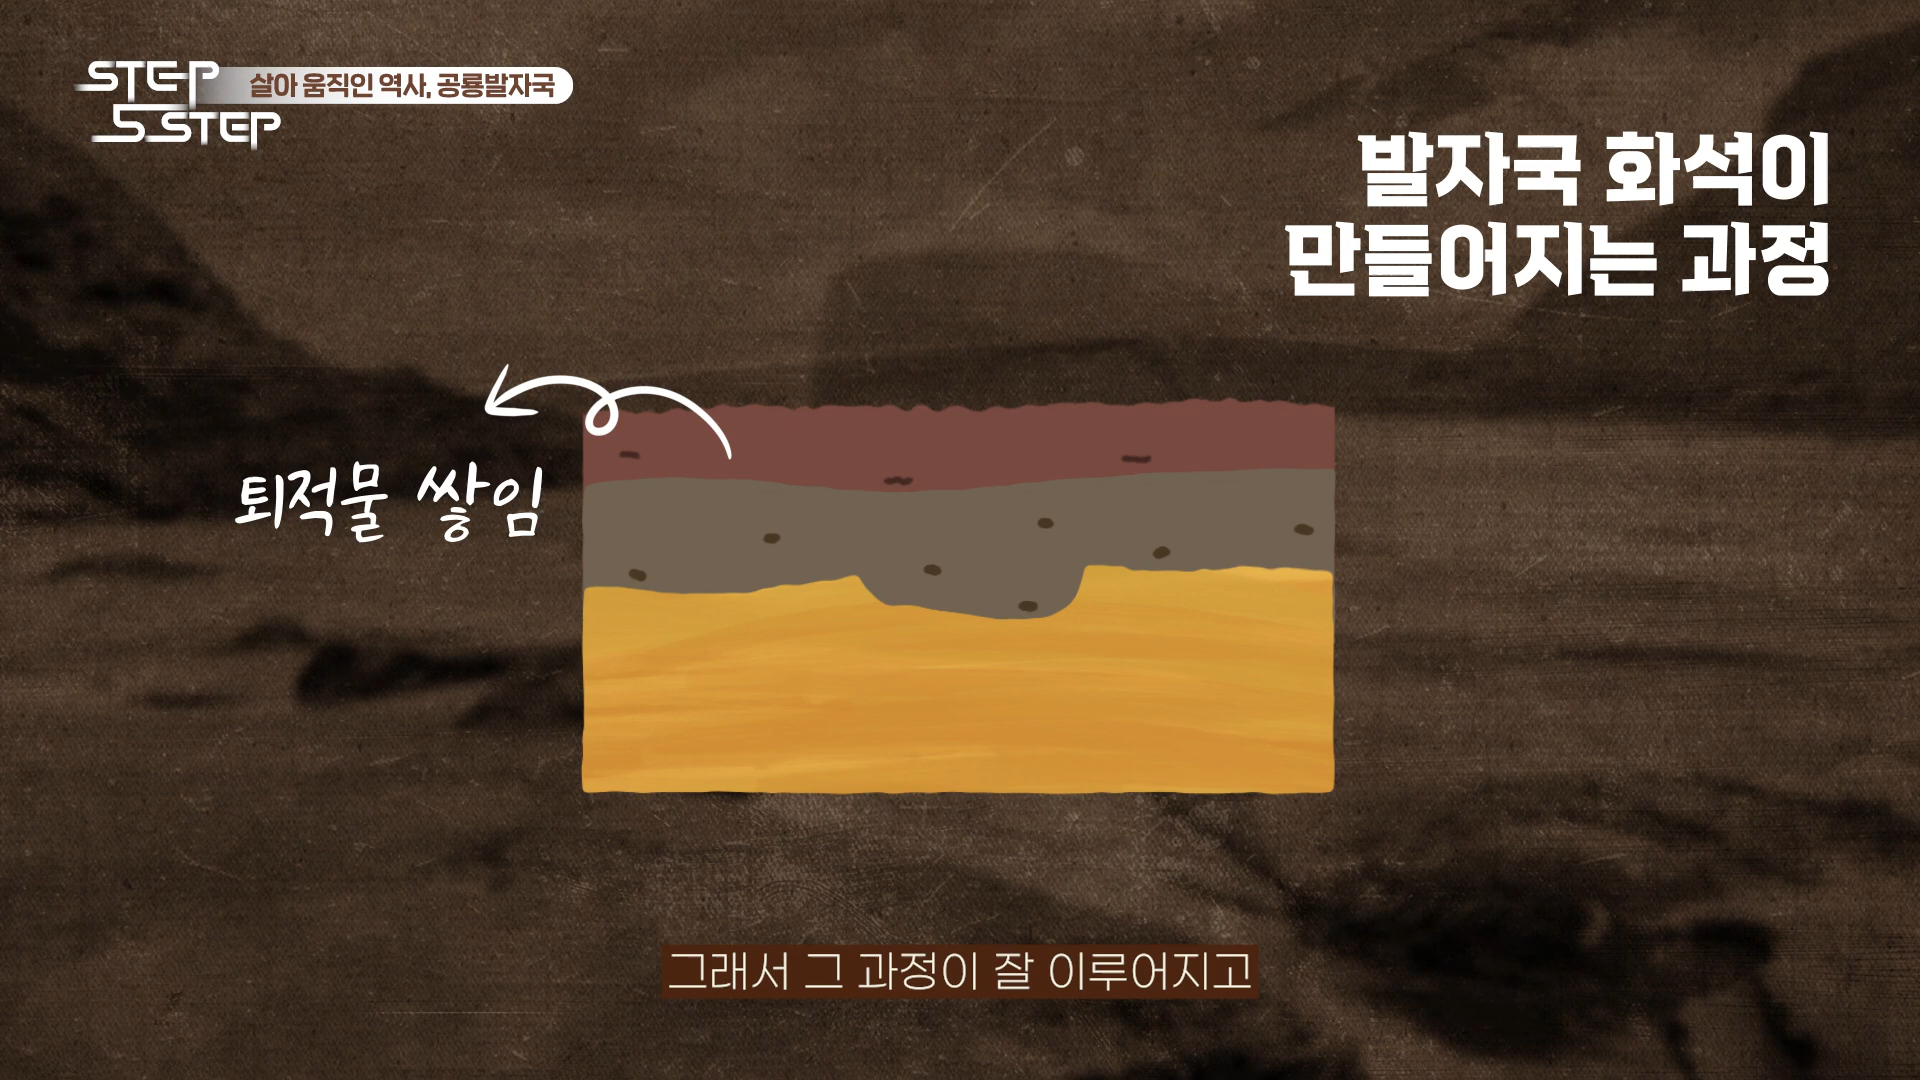 STEP
살아 움직인 역사, 공룡발자국
5 STEP
발자국 화석이
만들어지는 과정
퇴적물 쌓임
그래서 그 과정이 잘 이루어지고